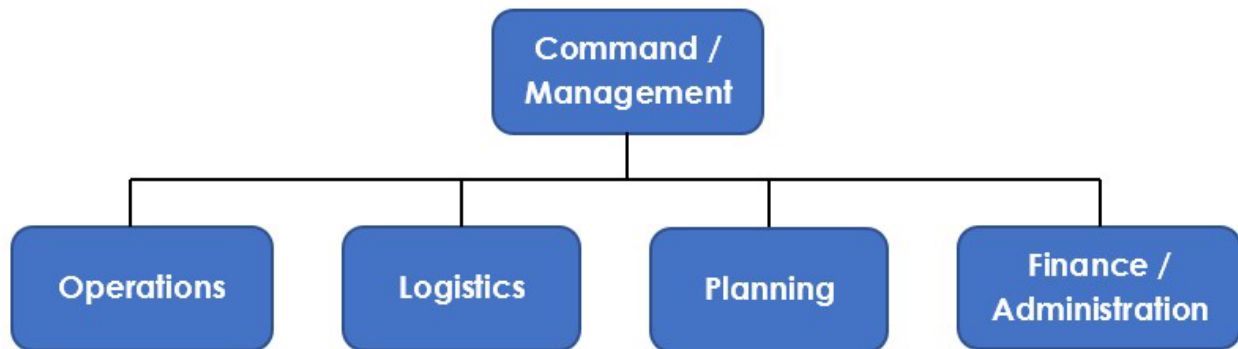 Command /
Management
Operations
Logistics
Planning
Finance /
Administration